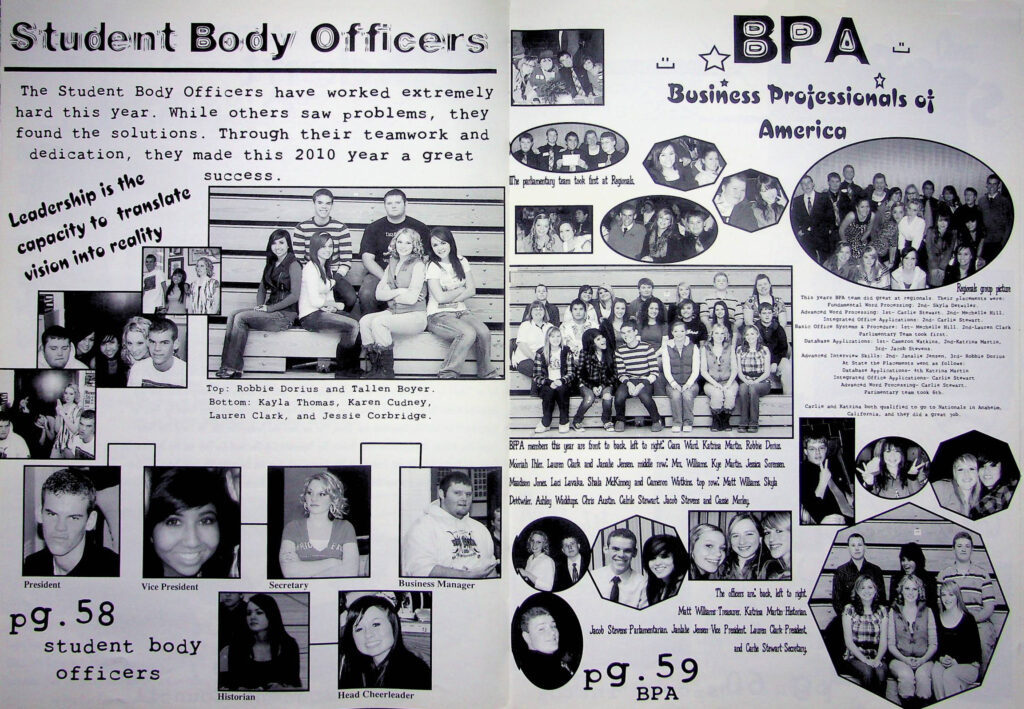 Student Body Officers
The Student Body Officers have worked extremely
hard this year. While others saw problems, they
found the solutions. Through their teamwork and
dedication, they made this 2010 year a great
success.
Leadership is the
capacity to translate
vision into reality
Top: Robbie Dorius and Tallen Boyer.
Bottom: Kayla Thomas, Karen Cudney,
Lauren Clark, and Jessie Corbridge.
President
Vice President
Secretary
Business Manager
Historian
Head Cheerleader
pg.58
student body
officers
BPA
Business Professionals of
America
The parliamentary team took first at Regionals.
Regionals group picture
This years BPA team did great at regionals. Their placements were:
Fundamental Word Processing: 2nd- Skyla Detwiler.
Advanced Word Processing: 1st- Carlie Stewart. 2nd- Mechelle Hill.
Integrated Office Applications: 2nd- Carlie Stewart.
Basic Office Systems & Procedure: 1st- Mechelle Hill. 2nd-Lauren Clark
Parlimentary Team took first.
Database Applications: 1st- Cameron Watkins. 2nd-Katrina Martin
3rd- Jacob Stevens.
Advanced Interview Skills: 2nd- Janalie Jensen, 3rd- Robbie Dorius
At State the Placements went as follows:
Database Applications- 4th Katrina Martin
Integrated Office Applications- Carlie Stewart
Advanced Word Processing- Carlie Stewart.
Parlimentary team took 6th.
Carlie and Katrina both qualified to go to Nationals in Anaheim,
California, and they did a great job.
BPA members this year are front to back, left to right: Ciara Ward, Katrina Martin, Robbie Dorius,
Lauren Clark and Janalie Jensen, middle row: Mrs. Williams, Kye Martin, Jessica Sorensen,
Madison Jones, Laci Lavaka, Shala McKinney and Cameron Watkins, top row: Matt Williams, Skyla
Dettwiler, Ashley Chris Austin, Stewart, Jacob Stevens and Cassie Morley.
The officers are: back, left to right,
Matt Williams Treasurer, Katrina Martin Historian,
Jacob Stevens Parlimentarian, Janalie Jensen Vice President, Lauren Clark President,
and Carlie Stewart Secretary.
pg.59
BPA